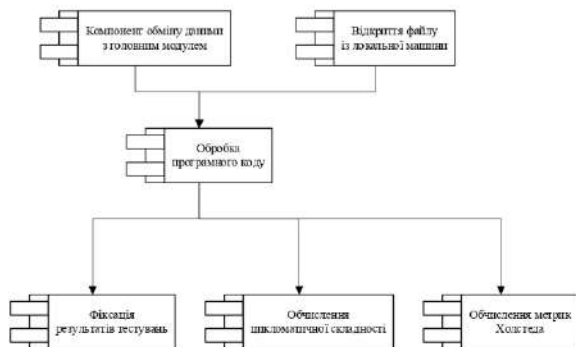 Компонент обміну даними
з головним модулем
Відкриття файлу
із локальної машини
Обробка
програмного коду
Фіксація
результатів тестувань
Обчислення
цикломатичної складності
Обчислення метрик
Холстеда